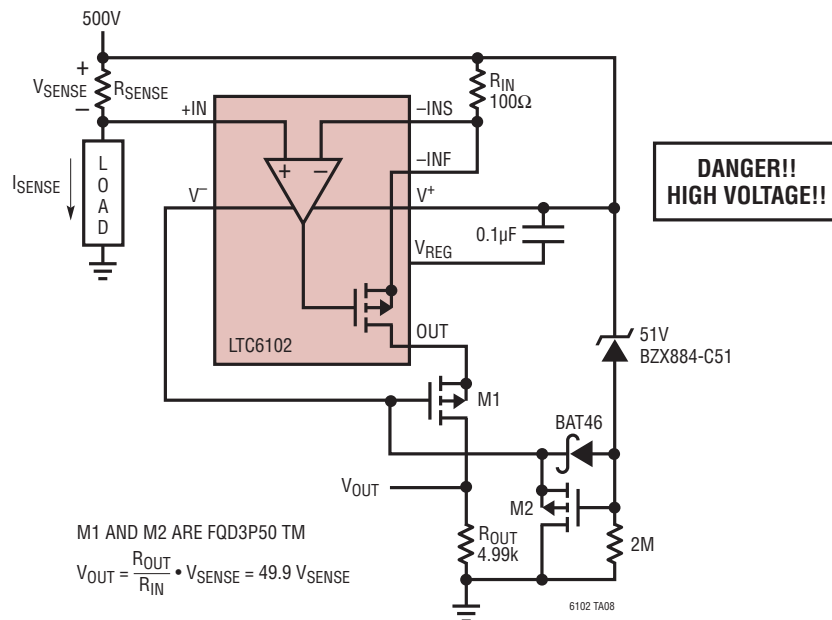 500V
+
VSENSE
RSENSE
−
ISENSE
LOAD
+IN
−INS
RIN
100Ω
−INF
+ −
V−
V+
0.1µF
VREG
DANGER!!
HIGH VOLTAGE!!
LTC6102
OUT
51V
BZX884-C51
M1
BAT46
VOUT
M2
ROUT
4.99k
2M
M1 AND M2 ARE FQD3P50 TM
VOUT = ROUT/RIN • VSENSE = 49.9 VSENSE
6102 TA08